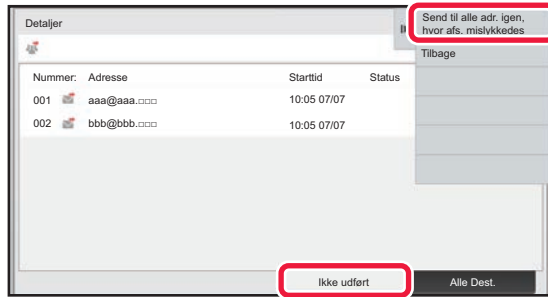 Detaljer
Send til alle adr. igen,
hvor afs. mislykkedes
Tilbage
Nummer: Adresse Starttid Status
001 aaa@aaa.□□□ 10:05 07/07
002 bbb@bbb.□□□ 10:05 07/07
Ikke udført Alle Dest.